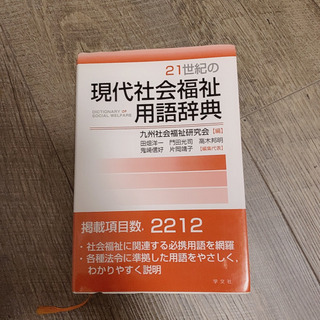 21世紀の
現代社会福祉
DICTIONARY OF
SOCIAL WELFARE
用語辞典
九州社会福祉研究会[編]
田畑洋一 門田光司 高木邦明
鬼崎信好 片岡靖子 [編集代表]
掲載項目数、2212
・社会福祉に関連する必携用語を網羅
・各種法令に準拠した用語をやさしく、
わかりやすく説明
学文社